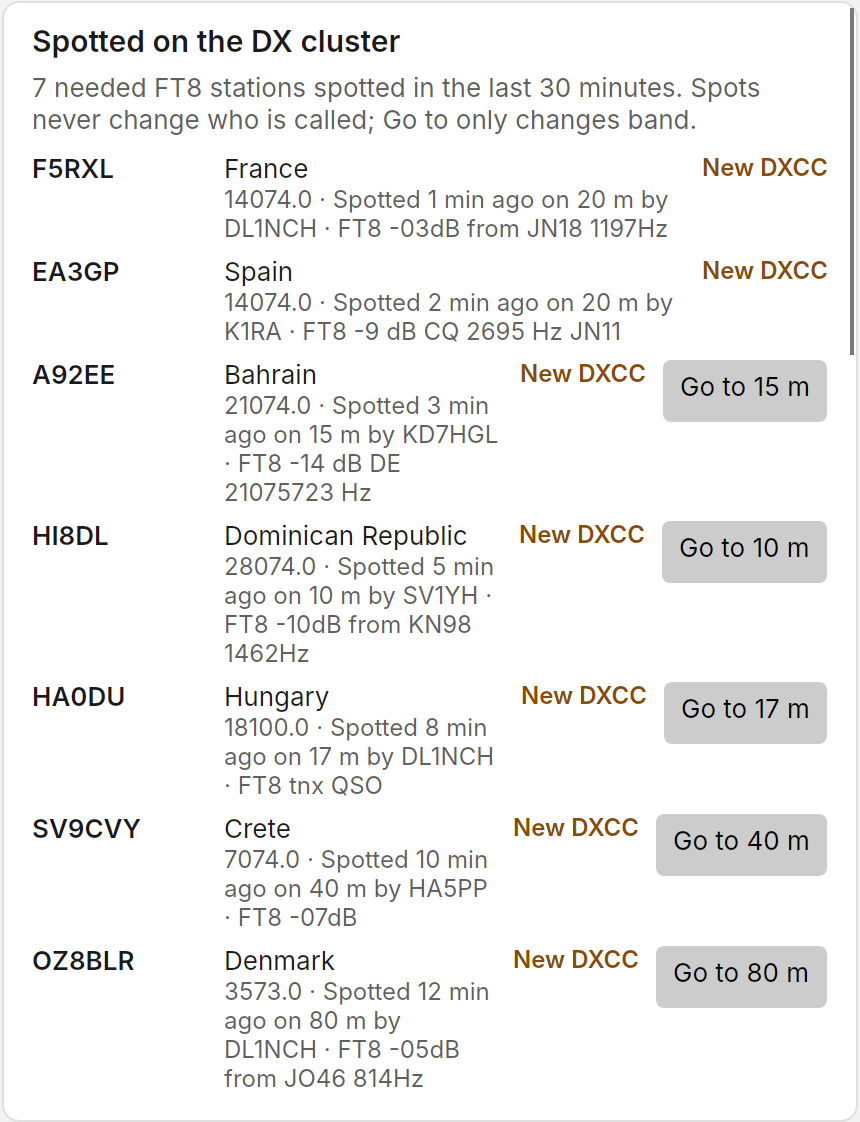 Spotted on the DX cluster
7 needed FT8 stations spotted in the last 30 minutes. Spots
never change who is called; Go to only changes band.
F5RXL France New DXCC
14074.0 · Spotted 1 min ago on 20 m by
DL1NCH · FT8 -03dB from JN18 1197Hz
EA3GP Spain New DXCC
14074.0 · Spotted 2 min ago on 20 m by
K1RA · FT8 -9 dB CQ 2695 Hz JN11
A92EE Bahrain New DXCC Go to 15 m
21074.0 · Spotted 3 min
ago on 15 m by KD7HGL
· FT8 -14 dB DE
21075723 Hz
HI8DL Dominican Republic New DXCC Go to 10 m
28074.0 · Spotted 5 min
ago on 10 m by SV1YH ·
FT8 -10dB from KN98
1462Hz
HA0DU Hungary New DXCC Go to 17 m
18100.0 · Spotted 8 min
ago on 17 m by DL1NCH
· FT8 tnx QSO
SV9CVY Crete New DXCC Go to 40 m
7074.0 · Spotted 10 min
ago on 40 m by HA5PP
· FT8 -07dB
OZ8BLR Denmark New DXCC Go to 80 m
3573.0 · Spotted 12 min
ago on 80 m by
DL1NCH · FT8 -05dB
from JO46 814Hz